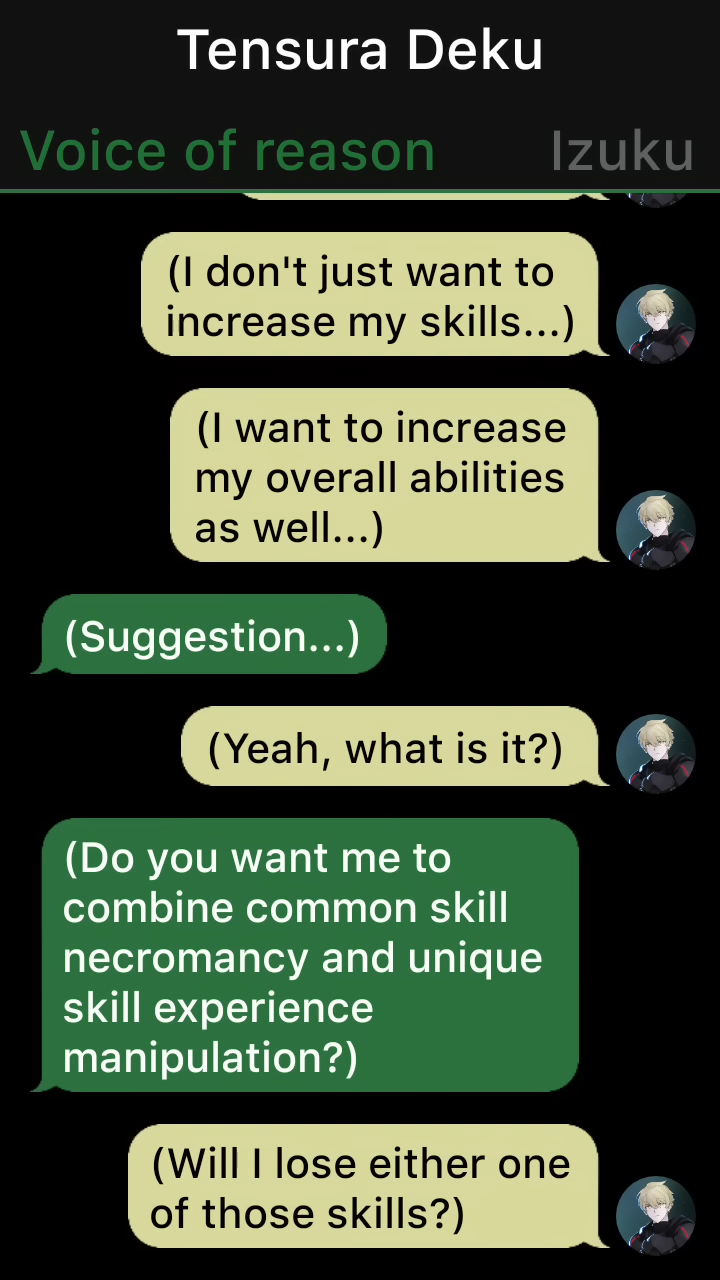 Tensura Deku
Voice of reason
Izuku
(I don't just want to
increase my skills...)
(I want to increase
my overall abilities
as well...)
(Suggestion...)
(Yeah, what is it?)
(Do you want me to
combine common skill
necromancy and unique
skill experience
manipulation?)
(Will I lose either one
of those skills?)